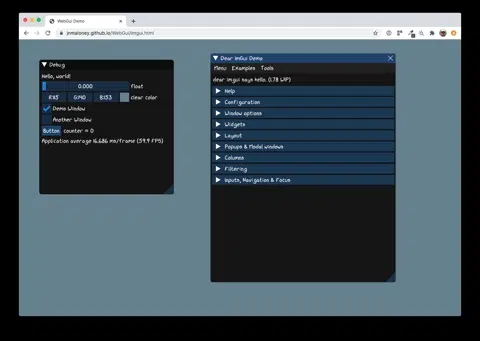 WebGui Demo
jnmaloney.github.io/WebGui/imgui.html
Debug
Hello, world!
0.000 float
clear color
Demo Window
Another Window
Button counter = 0
Application average 16.686 ms/frame (59.9 FPS)
Dear ImGui Demo
Menu Examples Tools
dear imgui says hello. (1.78 WIP)
Help
Configuration
Window options
Widgets
Layout
Popups & Modal windows
Columns
Filtering
Inputs, Navigation & Focus